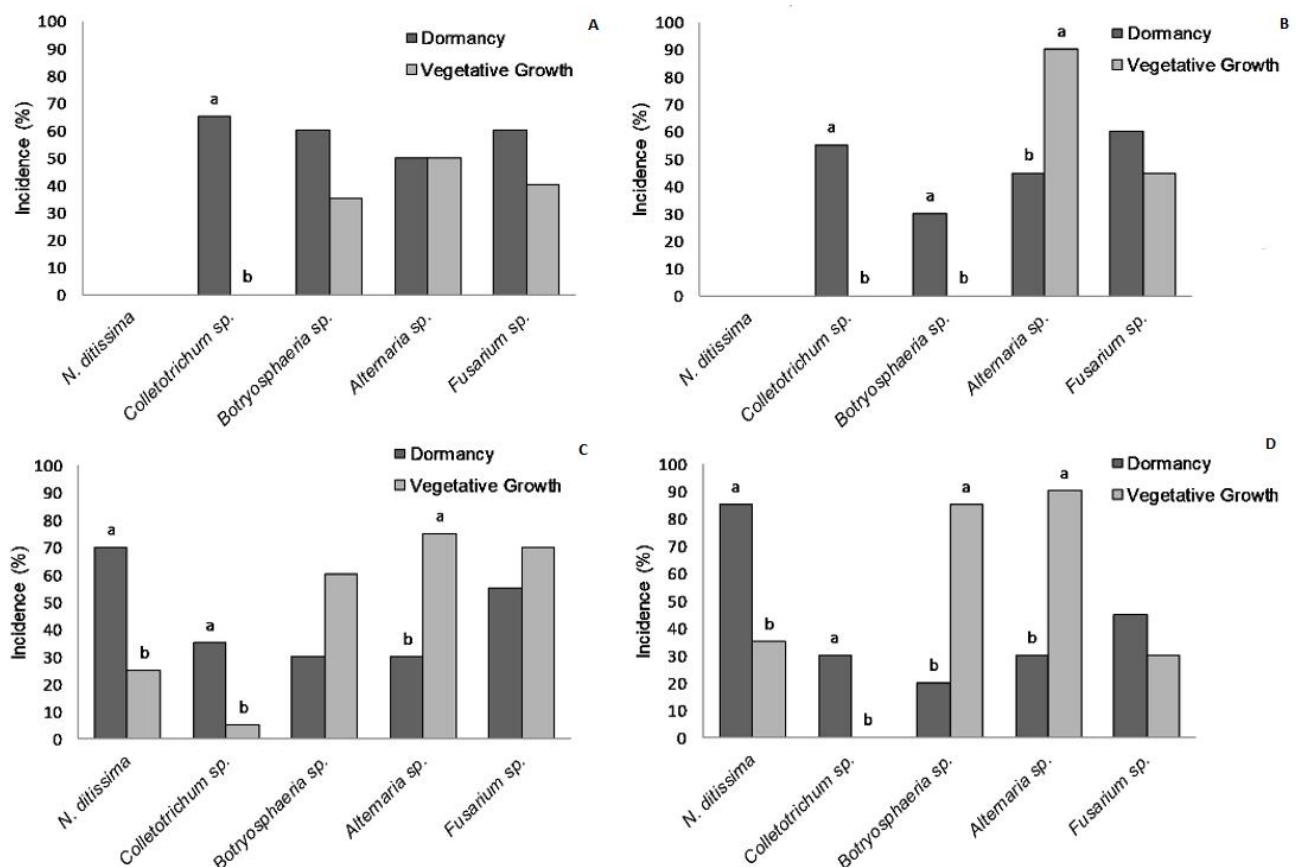 A
Dormancy
Vegetative Growth
Incidence (%)
100
90
80
70
60
50
40
30
20
10
0
a
b
N. ditissima
Colletotrichum sp.
Botryosphaeria sp.
Alternaria sp.
Fusarium sp.
B
Dormancy
Vegetative Growth
Incidence (%)
100
90
80
70
60
50
40
30
20
10
0
a
b
a
b
b
a
N. ditissima
Colletotrichum sp.
Botryosphaeria sp.
Alternaria sp.
Fusarium sp.
C
Dormancy
Vegetative Growth
Incidence (%)
100
90
80
70
60
50
40
30
20
10
0
a
b
a
b
b
a
N. ditissima
Colletotrichum sp.
Botryosphaeria sp.
Alternaria sp.
Fusarium sp.
D
Dormancy
Vegetative Growth
Incidence (%)
100
90
80
70
60
50
40
30
20
10
0
a
b
a
b
b
a
b
a
N. ditissima
Colletotrichum sp.
Botryosphaeria sp.
Alternaria sp.
Fusarium sp.